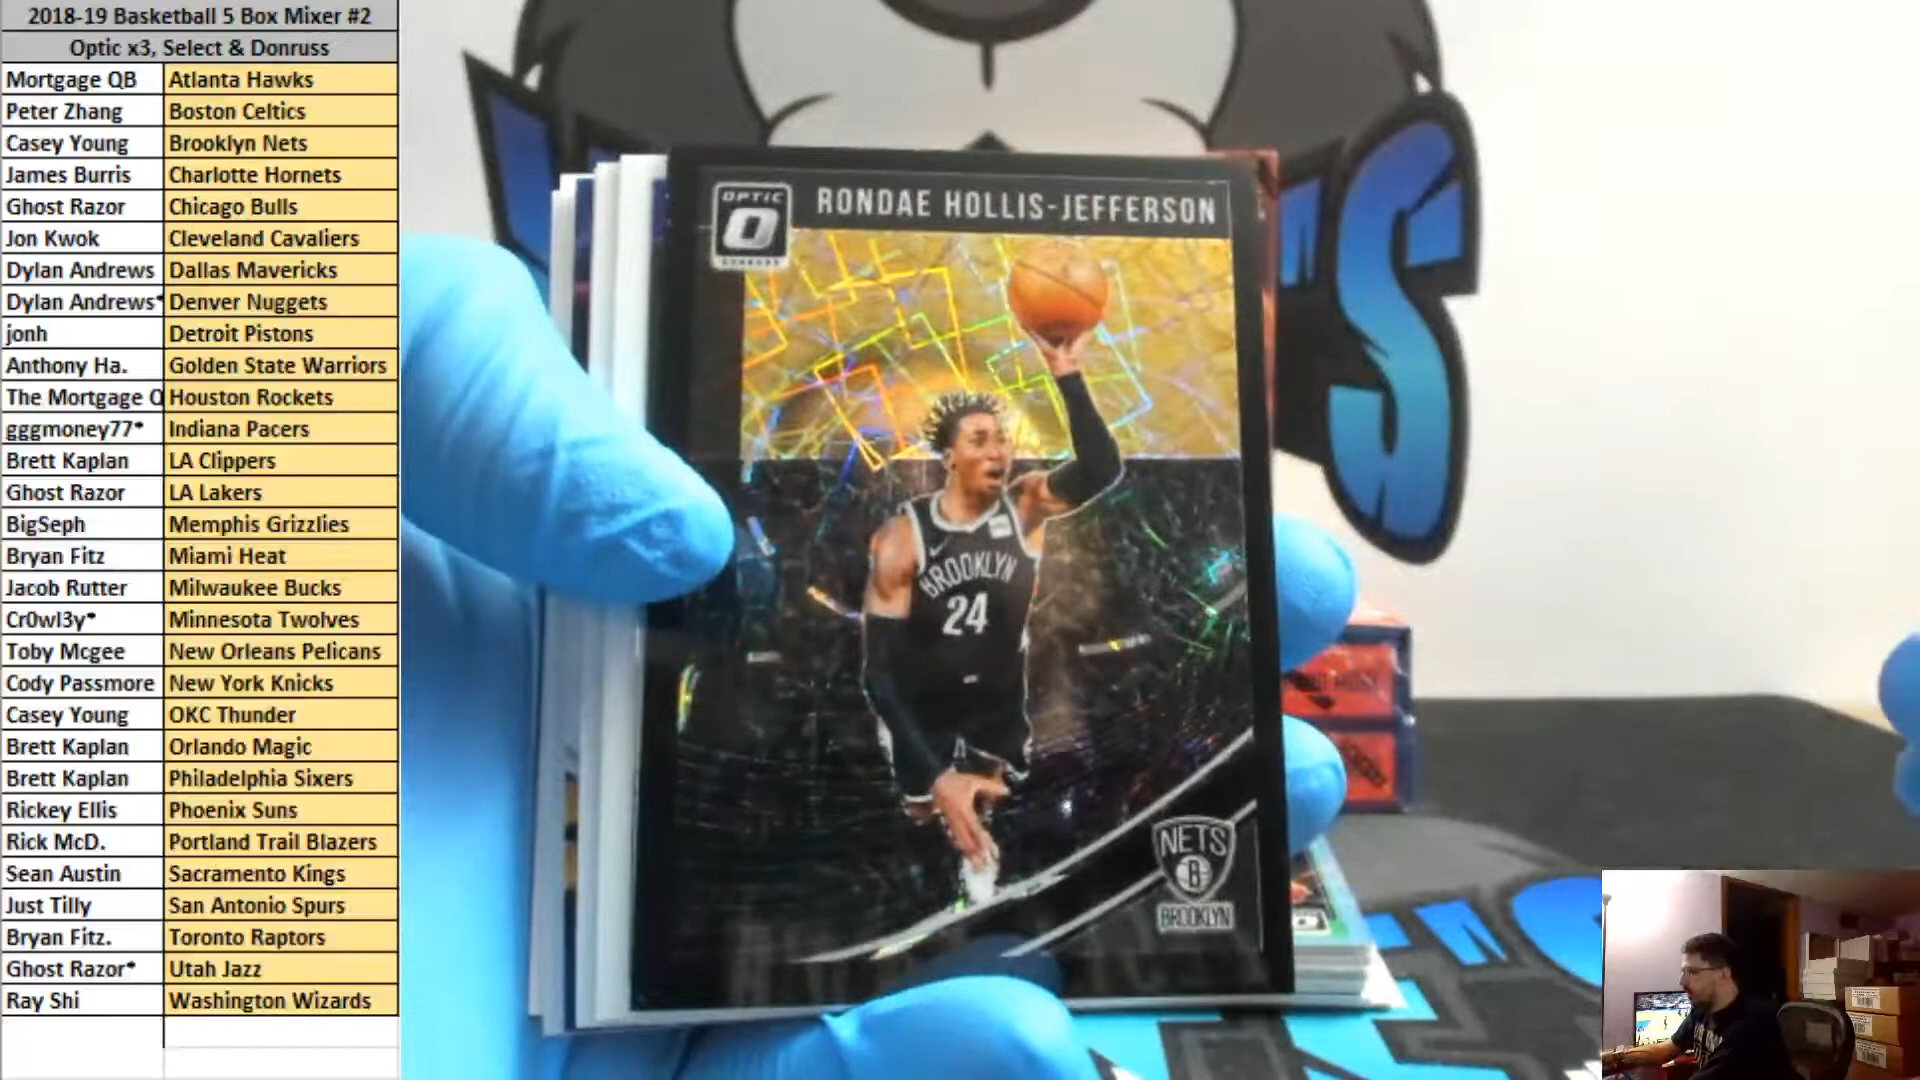 2018-19 Basketball 5 Box Mixer #2
Optic x3, Select & Donruss
Mortgage QB Atlanta Hawks
Peter Zhang Boston Celtics
Casey Young Brooklyn Nets
James Burris Charlotte Hornets
Ghost Razor Chicago Bulls
Jon Kwok Cleveland Cavaliers
Dylan Andrews Dallas Mavericks
Dylan Andrews* Denver Nuggets
jonh Detroit Pistons
Anthony Ha. Golden State Warriors
The Mortgage Q Houston Rockets
gggmoney77* Indiana Pacers
Brett Kaplan LA Clippers
Ghost Razor LA Lakers
BigSeph Memphis Grizzlies
Bryan Fitz Miami Heat
Jacob Rutter Milwaukee Bucks
Cr0wl3y* Minnesota Twolves
Toby Mcgee New Orleans Pelicans
Cody Passmore New York Knicks
Casey Young OKC Thunder
Brett Kaplan Orlando Magic
Brett Kaplan Philadelphia Sixers
Rickey Ellis Phoenix Suns
Rick McD. Portland Trail Blazers
Sean Austin Sacramento Kings
Just Tilly San Antonio Spurs
Bryan Fitz. Toronto Raptors
Ghost Razor* Utah Jazz
Ray Shi Washington Wizards
OPTIC
O
DONRUSS
RONDAE HOLLIS-JEFFERSON
BROOKLYN
24
NETS
B
BROOKLYN